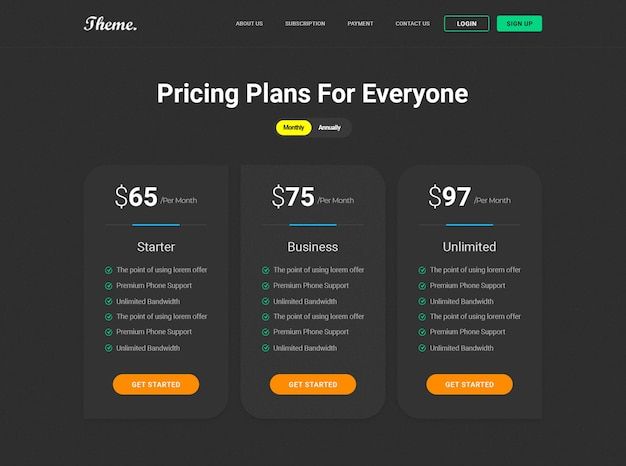 Theme.
ABOUT US
SUBSCRIPTION
PAYMENT
CONTACT US
LOGIN
SIGN UP
Pricing Plans For Everyone
Monthly
Annually
$65 /Per Month
Starter
The point of using lorem offer
Premium Phone Support
Unlimited Bandwidth
The point of using lorem offer
Premium Phone Support
Unlimited Bandwidth
GET STARTED
$75 /Per Month
Business
The point of using lorem offer
Premium Phone Support
Unlimited Bandwidth
The point of using lorem offer
Premium Phone Support
Unlimited Bandwidth
GET STARTED
$97 /Per Month
Unlimited
The point of using lorem offer
Premium Phone Support
Unlimited Bandwidth
The point of using lorem offer
Premium Phone Support
Unlimited Bandwidth
GET STARTED